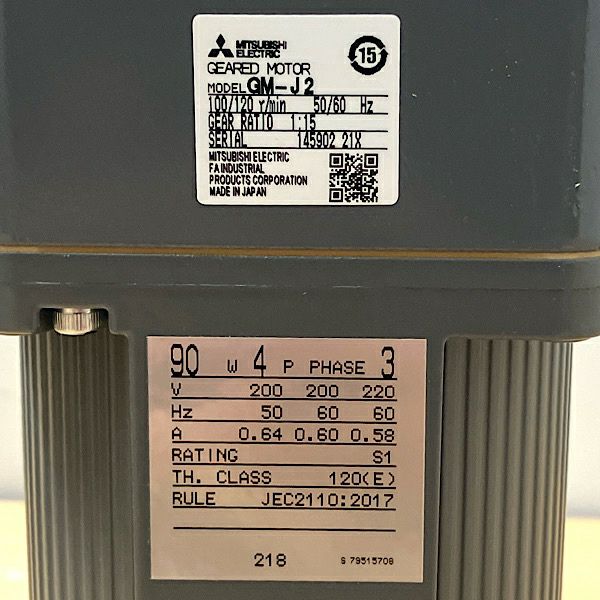 MITSUBISHI
ELECTRIC
15
GEARED MOTOR
MODEL GM-J2
100/120 r/min 50/60 Hz
GEAR RATIO 1:15
SERIAL 145902 21X
MITSUBISHI ELECTRIC
FA INDUSTRIAL
PRODUCTS CORPORATION
MADE IN JAPAN
90 W 4 P PHASE 3
V 200 200 220
Hz 50 60 60
A 0.64 0.60 0.58
RATING S1
TH. CLASS 120(E)
RULE JEC2110:2017
218 S 79515709